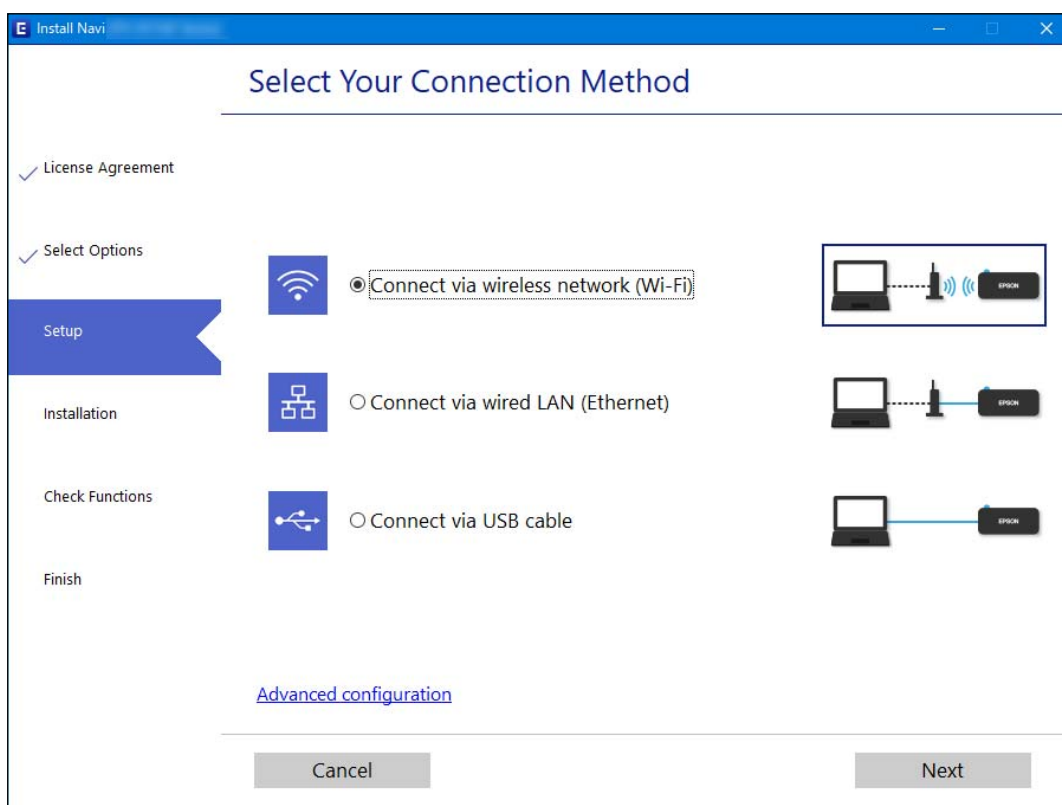 Install Navi
Select Your Connection Method
License Agreement
Select Options
Setup
Installation
Check Functions
Finish
Connect via wireless network (Wi-Fi)
EPSON
Connect via wired LAN (Ethernet)
EPSON
Connect via USB cable
EPSON
Advanced configuration
Cancel
Next